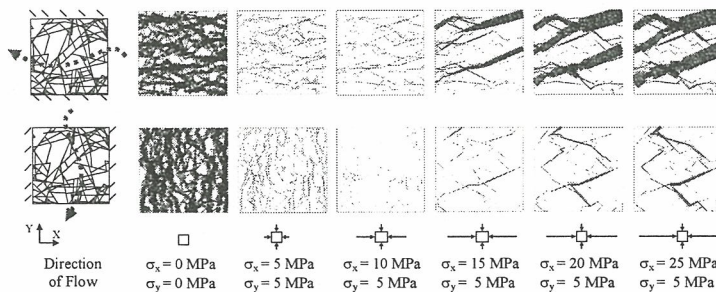 Y
X
Direction
of Flow
σx = 0 MPa
σy = 0 MPa
σx = 5 MPa
σy = 5 MPa
σx = 10 MPa
σy = 5 MPa
σx = 15 MPa
σy = 5 MPa
σx = 20 MPa
σy = 5 MPa
σx = 25 MPa
σy = 5 MPa